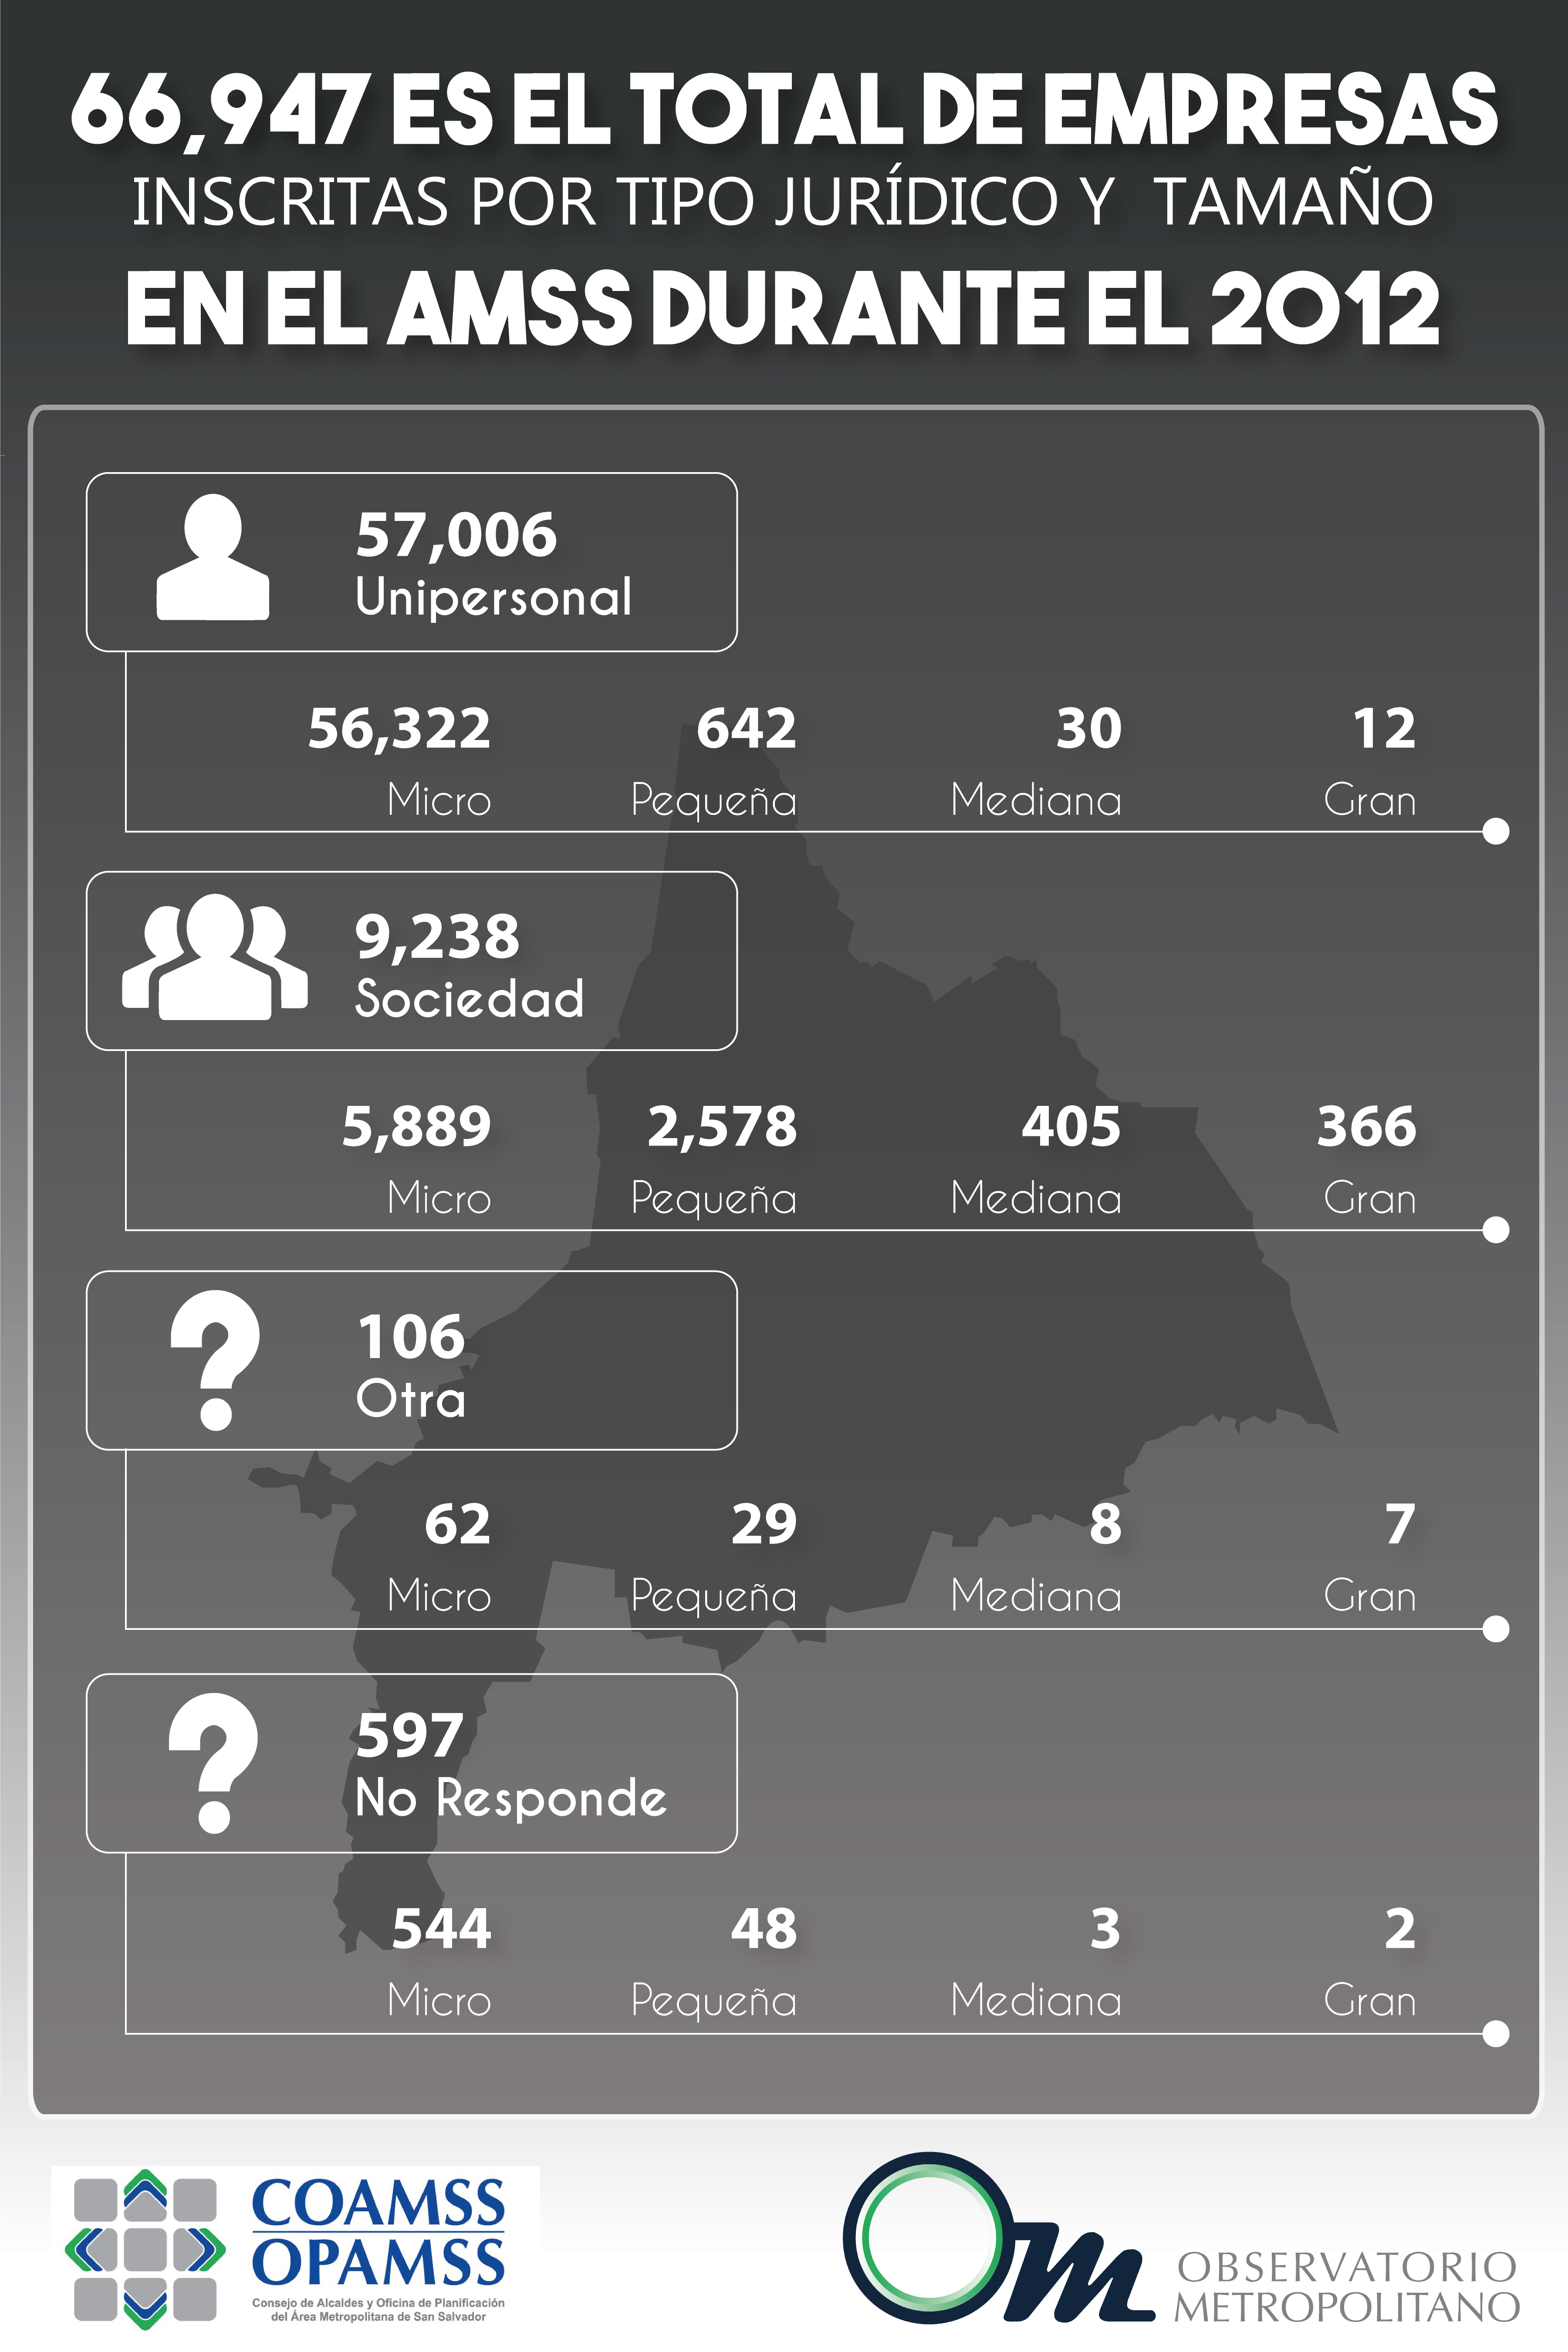 66,947 ES EL TOTAL DE EMPRESAS
INSCRITAS POR TIPO JURÍDICO Y TAMAÑO
EN EL AMSS DURANTE EL 2012
57,006
Unipersonal
56,322 642 30 12
Micro Pequeña Mediana Gran
9,238
Sociedad
5,889 2,578 405 366
Micro Pequeña Mediana Gran
106
Otra
62 29 8 7
Micro Pequeña Mediana Gran
597
No Responde
544 48 3 2
Micro Pequeña Mediana Gran
COAMSS
OPAMSS
Consejo de Alcaldes y Oficina de Planificación
del Área Metropolitana de San Salvador
Om
OBSERVATORIO
METROPOLITANO